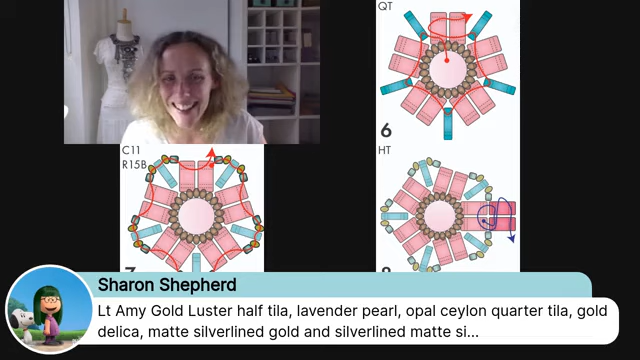 QT
6
C11
R15B
HT
Sharon Shepherd
Lt Amy Gold Luster half tila, lavender pearl, opal ceylon quarter tila, gold
delica, matte silverlined gold and silverlined matte si...